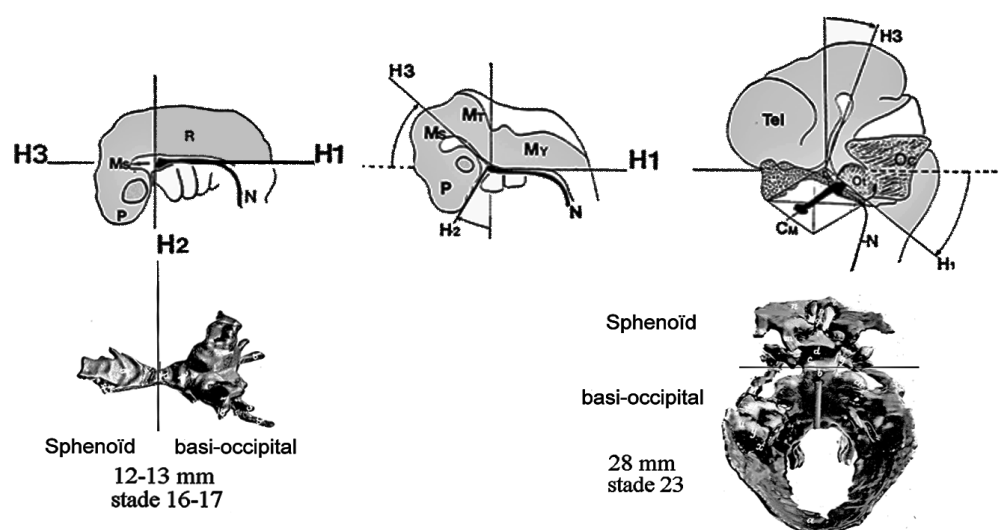 H3
Ms
R
H1
P
N
H2
H3
MT
Ms
MY
H1
P
H2
N
H3
Tel
Oc
Ot
CM
N
H1
Sphenoïd
basi-occipital
12-13 mm
stade 16-17
Sphenoïd
basi-occipital
28 mm
stade 23